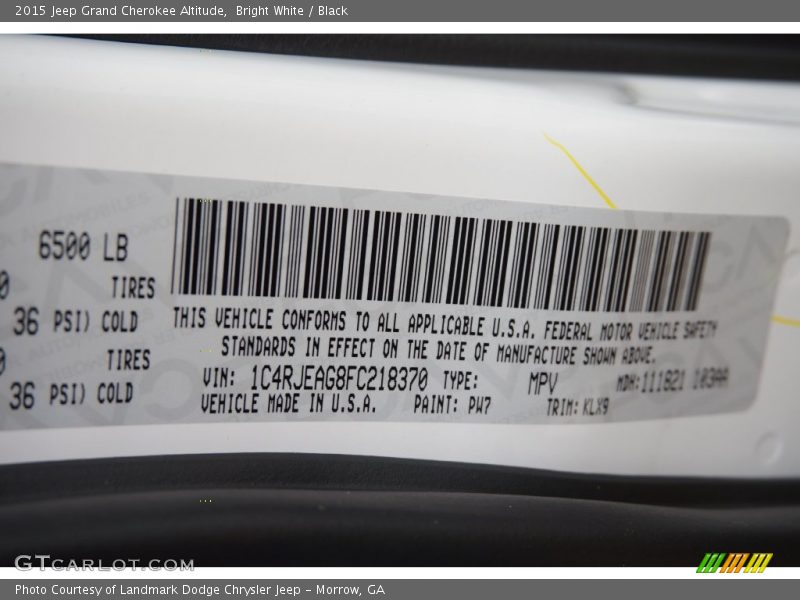 2015 Jeep Grand Cherokee Altitude, Bright White / Black
6500 LB
TIRES
36 PSI) COLD
TIRES
36 PSI) COLD
THIS VEHICLE CONFORMS TO ALL APPLICABLE U.S.A. FEDERAL MOTOR VEHICLE SAFETY
STANDARDS IN EFFECT ON THE DATE OF MANUFACTURE SHOWN ABOVE.
VIN: 1C4RJEAG8FC218370 TYPE: MPV MDH: 111821 103AA
VEHICLE MADE IN U.S.A. PAINT: PW7 TRIM: KLX9
GTCARLOT.COM
Photo Courtesy of Landmark Dodge Chrysler Jeep – Morrow, GA